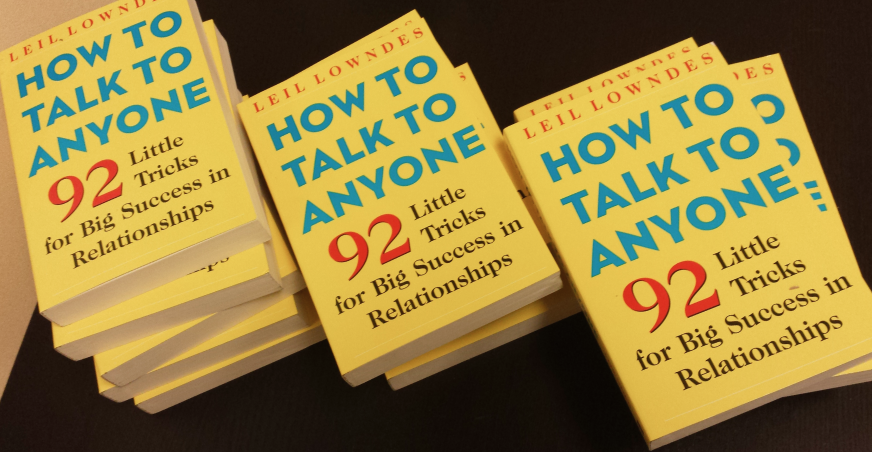 LEIL LOWNDES
HOW TO
TALK TO
ANYONE
92 Little
Tricks
for Big Success in
Relationships
ships
LEIL LOWNDES
HOW TO
TALK TO
ANYONE
92 Little
Tricks
for Big Success in
Relationships
LEIL LOWNDES
DES
LEIL LOWNDES
HOW TO
TALK TO
ANYONE
92 Little
Tricks
for Big Success in
Relationships